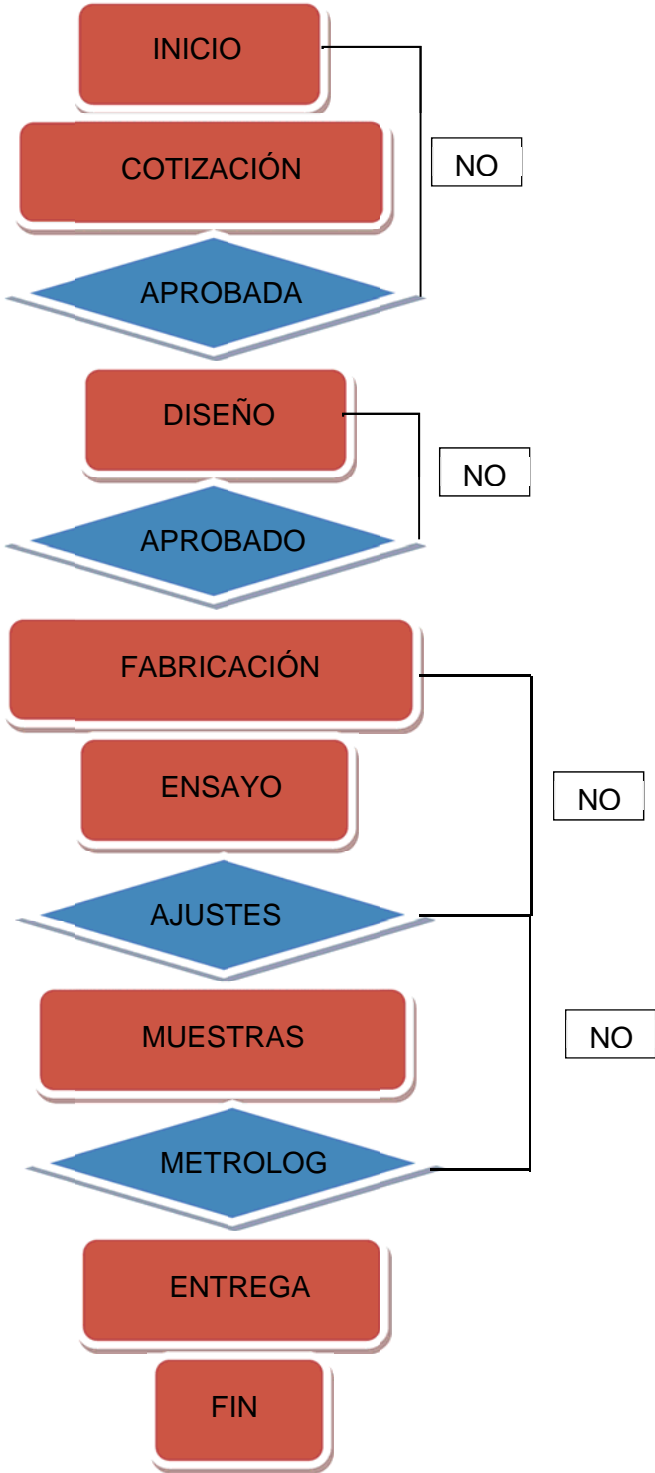 INICIO
COTIZACIÓN
NO
APROBADA
DISEÑO
NO
APROBADO
FABRICACIÓN
ENSAYO
NO
AJUSTES
MUESTRAS
NO
METROLOG
ENTREGA
FIN